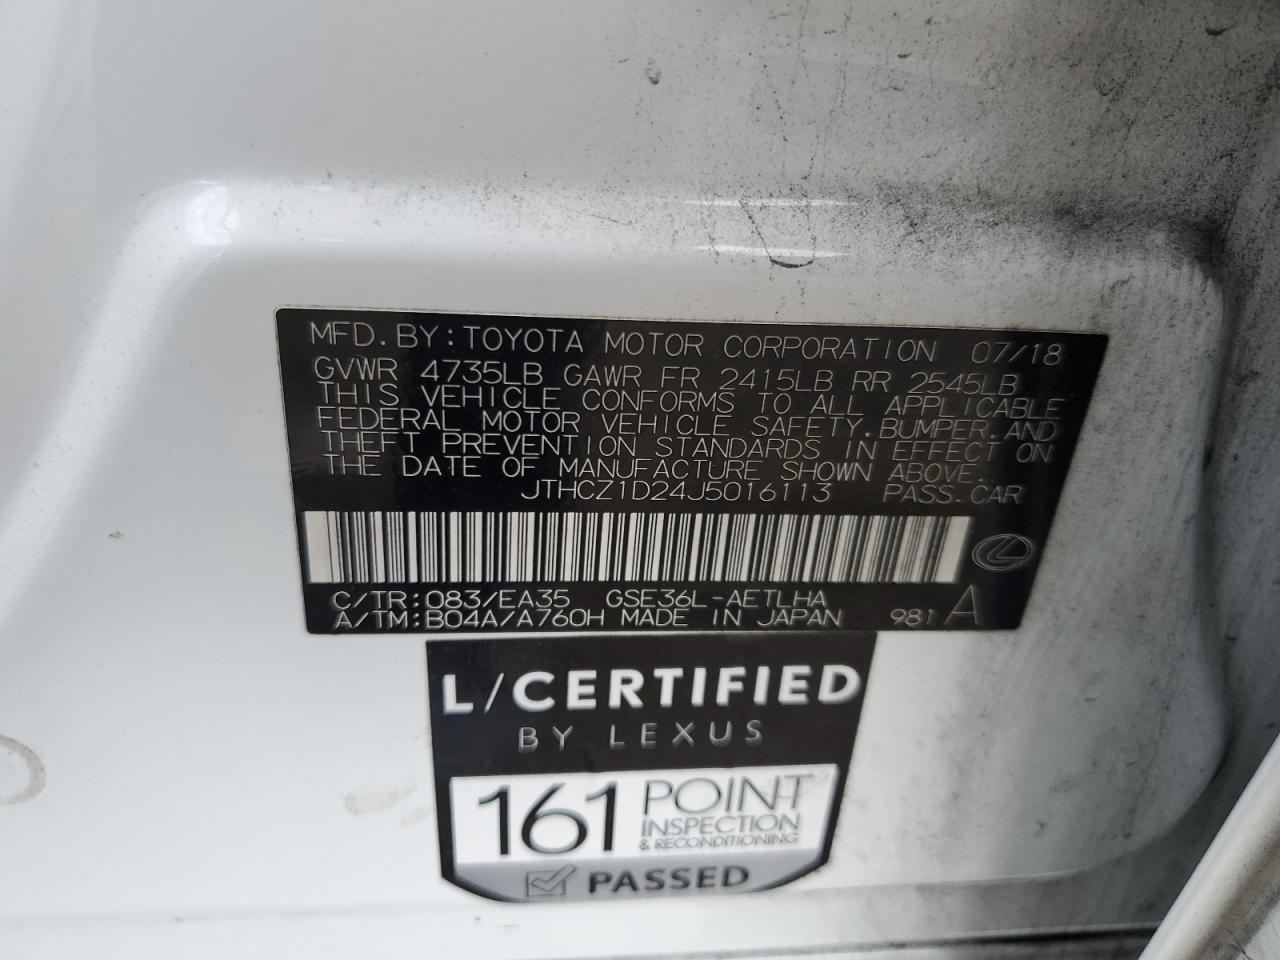 MFD. BY: TOYOTA MOTOR CORPORATION 07/18
GVWR 4735LB GAWR FR 2415LB RR 2545LB
THIS VEHICLE CONFORMS TO ALL APPLICABLE
FEDERAL MOTOR VEHICLE SAFETY, BUMPER, AND
THEFT PREVENTION STANDARDS IN EFFECT ON
THE DATE OF MANUFACTURE SHOWN ABOVE.
JTHCZ1D24J5016113 PASS. CAR
C/TR: 083/EA35 GSE36L-AETLHA
A/TM: B04A/A760H MADE IN JAPAN 981 A
L/CERTIFIED
BY LEXUS
161 POINT
INSPECTION
& RECONDITIONING
PASSED